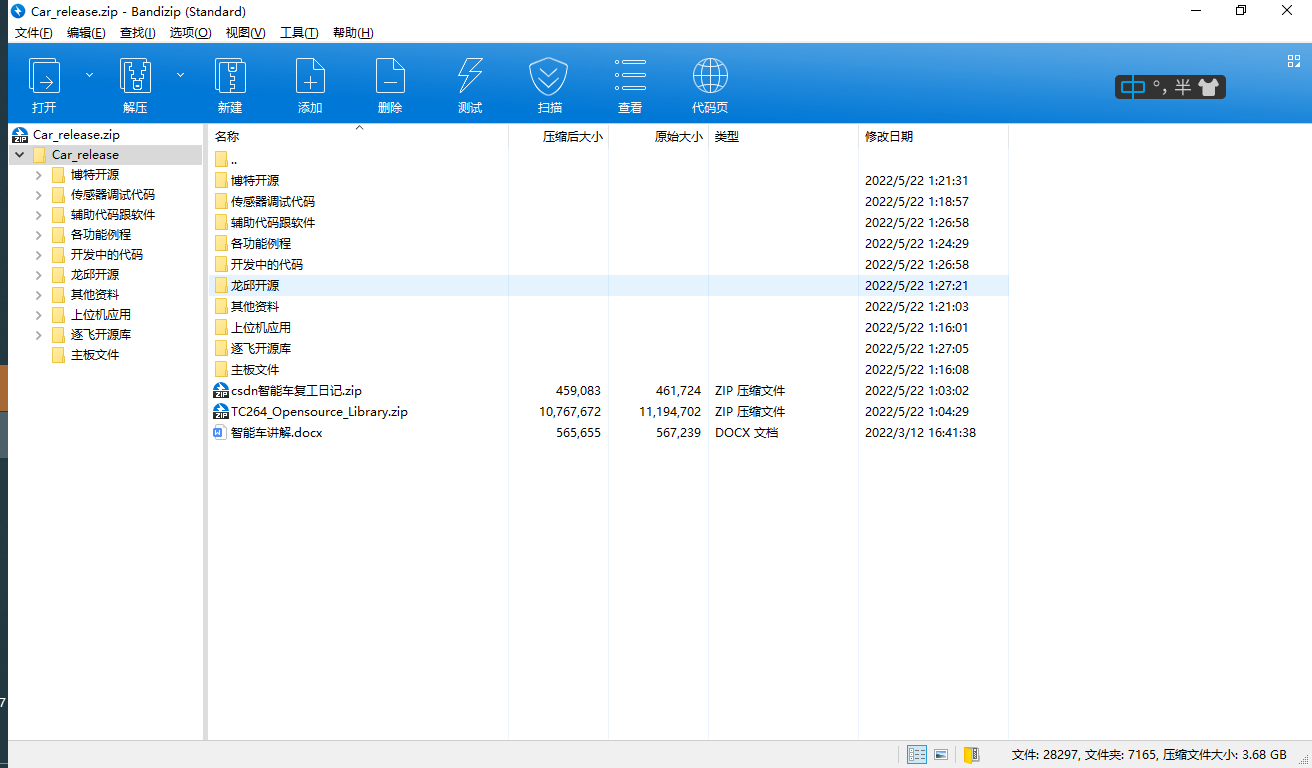 Car_release.zip - Bandizip (Standard)
文件(F) 编辑(E) 查找(I) 选项(O) 视图(V) 工具(T) 帮助(H)
打开 解压 新建 添加 删除 测试 扫描 查看 代码页
中 °, 半
Car_release.zip
Car_release
博特开源
传感器调试代码
辅助代码跟软件
各功能例程
开发中的代码
龙邱开源
其他资料
上位机应用
逐飞开源库
主板文件
名称 压缩后大小 原始大小 类型 修改日期
..
博特开源 2022/5/22 1:21:31
传感器调试代码 2022/5/22 1:18:57
辅助代码跟软件 2022/5/22 1:26:58
各功能例程 2022/5/22 1:24:29
开发中的代码 2022/5/22 1:26:58
龙邱开源 2022/5/22 1:27:21
其他资料 2022/5/22 1:21:03
上位机应用 2022/5/22 1:16:01
逐飞开源库 2022/5/22 1:27:05
主板文件 2022/5/22 1:16:08
csdn智能车复工日记.zip 459,083 461,724 ZIP 压缩文件 2022/5/22 1:03:02
TC264_Opensource_Library.zip 10,767,672 11,194,702 ZIP 压缩文件 2022/5/22 1:04:29
智能车讲解.docx 565,655 567,239 DOCX 文档 2022/3/12 16:41:38
7
文件: 28297, 文件夹: 7165, 压缩文件大小: 3.68 GB